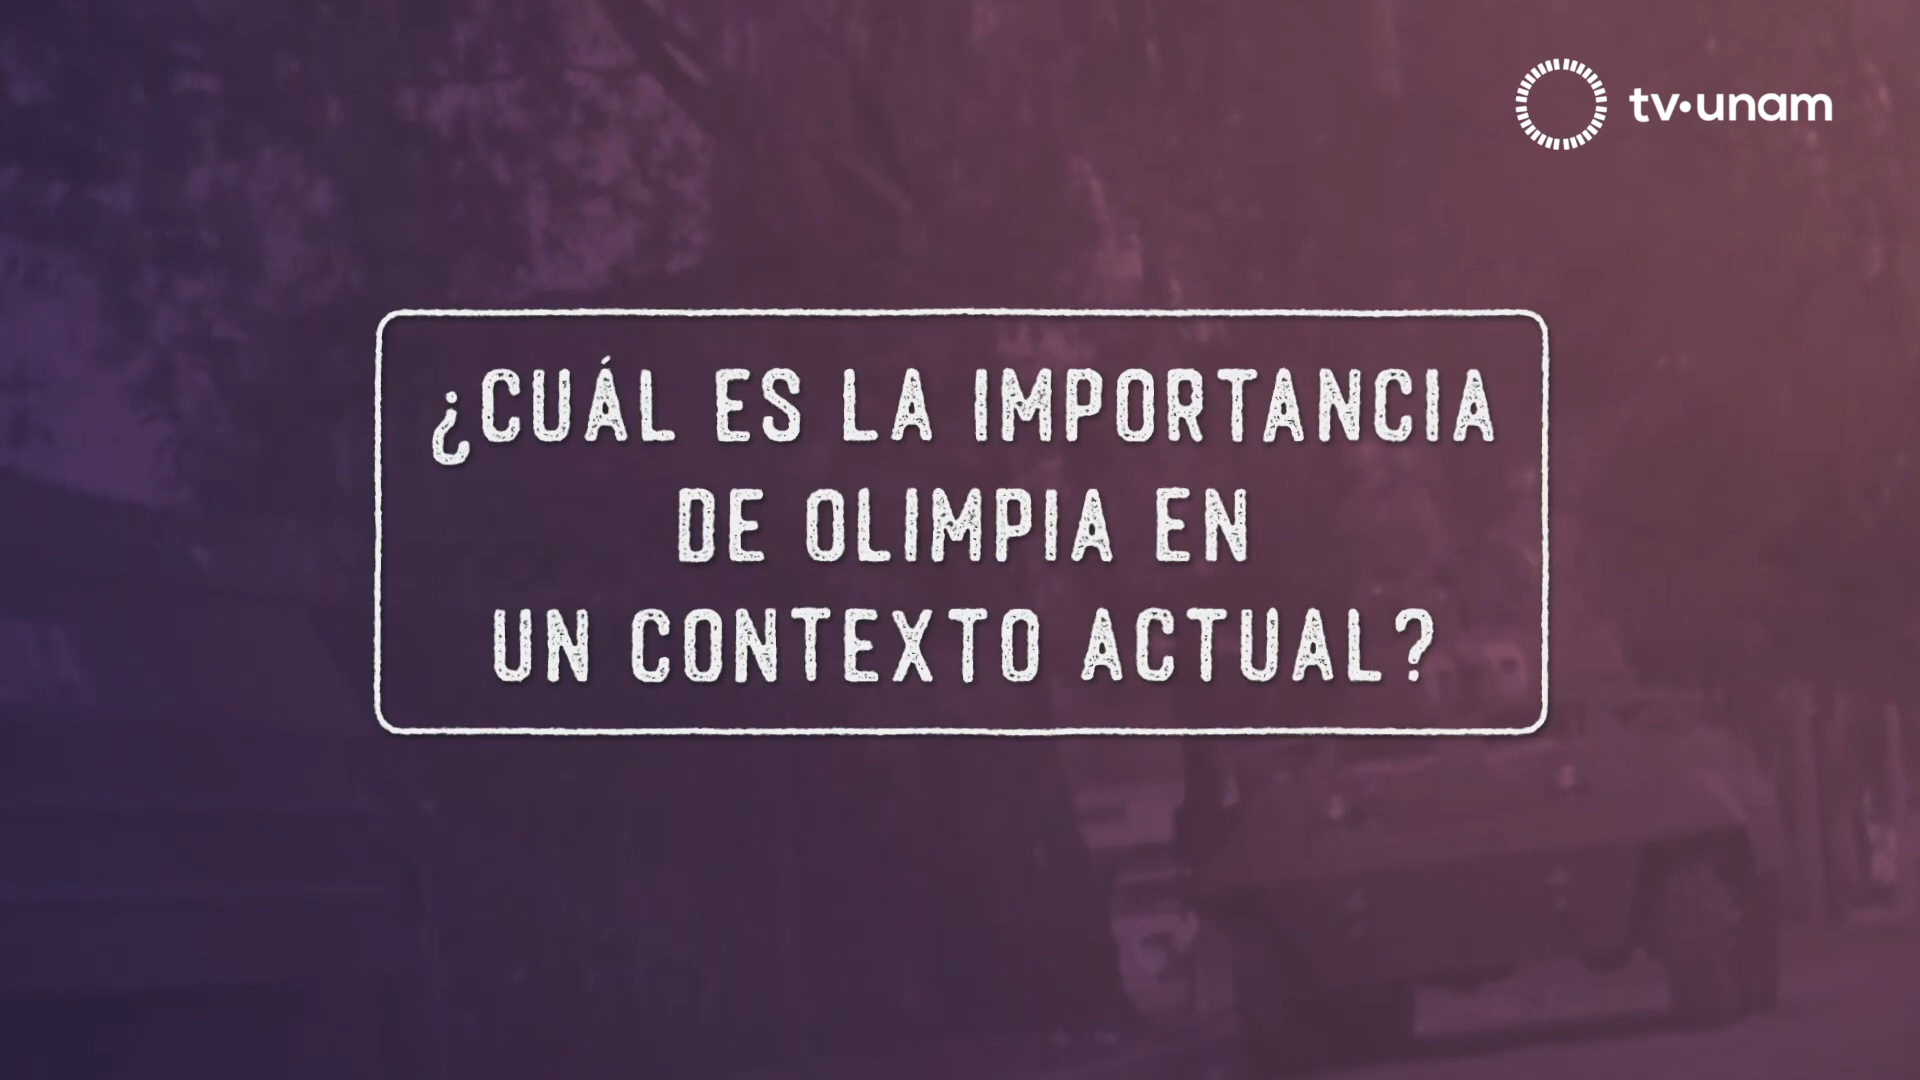 tv·unam
¿CUÁL ES LA IMPORTANCIA
DE OLIMPIA EN
UN CONTEXTO ACTUAL?